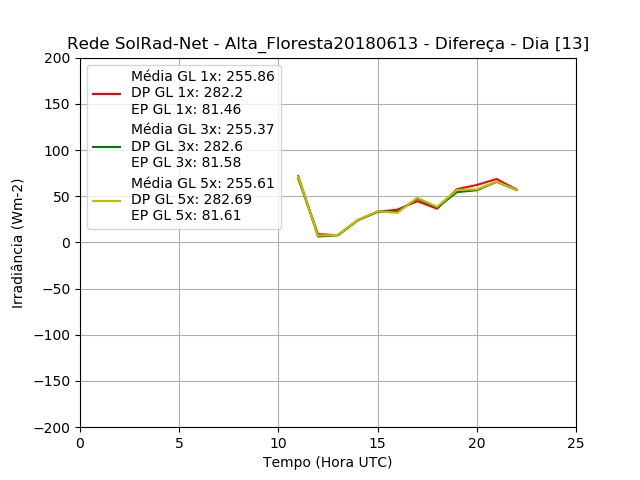 Rede SolRad-Net - Alta_Floresta20180613 - Difereça - Dia [13]
200
150
100
50
0
−50
−100
−150
−200
Irradiância (Wm-2)
Média GL 1x: 255.86
DP GL 1x: 282.2
EP GL 1x: 81.46
Média GL 3x: 255.37
DP GL 3x: 282.6
EP GL 3x: 81.58
Média GL 5x: 255.61
DP GL 5x: 282.69
EP GL 5x: 81.61
0 5 10 15 20 25
Tempo (Hora UTC)